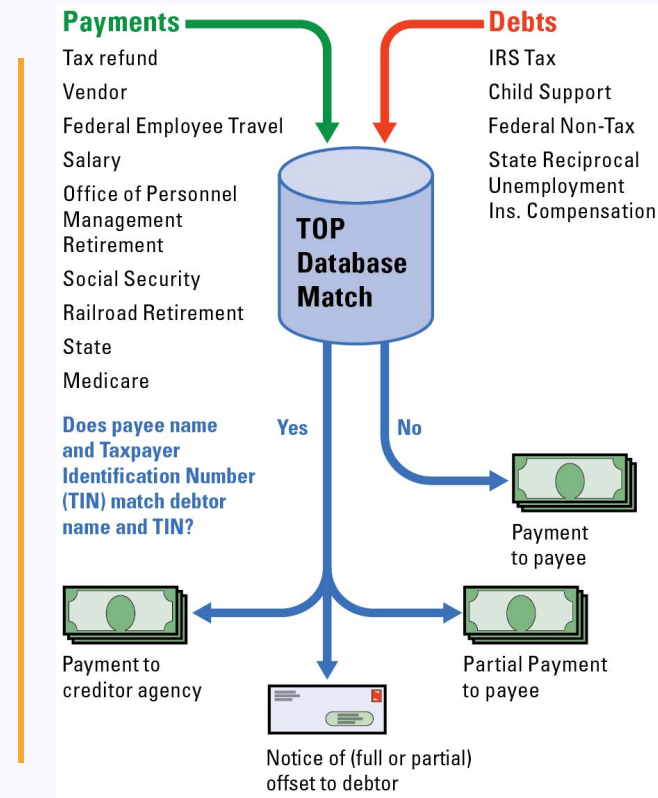 Payments
Tax refund
Vendor
Federal Employee Travel
Salary
Office of Personnel
Management
Retirement
Social Security
Railroad Retirement
State
Medicare
Debts
IRS Tax
Child Support
Federal Non-Tax
State Reciprocal
Unemployment
Ins. Compensation
TOP
Database
Match
Does payee name
and Taxpayer
Identification Number
(TIN) match debtor
name and TIN?
Yes
No
Payment
to payee
Payment to
creditor agency
Partial Payment
to payee
Notice of (full or partial)
offset to debtor